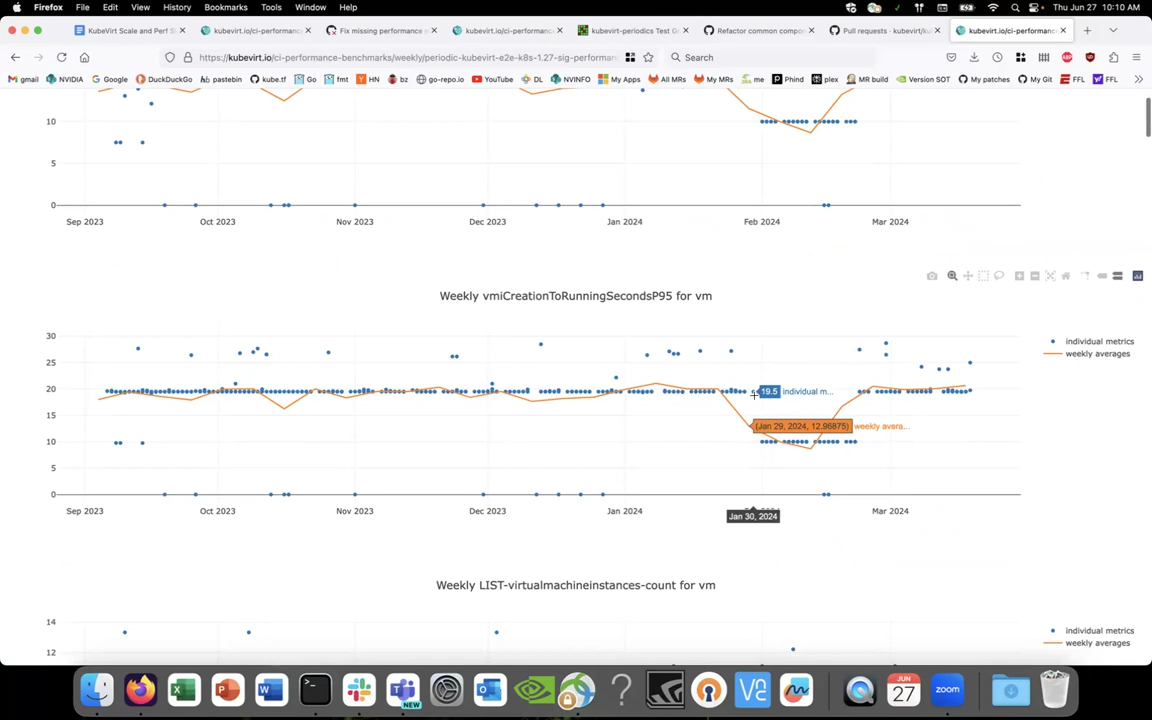 Firefox File Edit View History Bookmarks Tools Window Help Thu Jun 27 10:10 AM
KubeVirt Scale and Perf S kubevirt.io/ci-performance Fix missing performance m kubevirt.io/ci-performance kubevirt-periodics Test G Refactor common compon Pull requests · kubevirt/ku kubevirt.io/ci-performance
https://kubevirt.io/ci-performance-benchmarks/weekly/periodic-kubevirt-e2e-k8s-1.27-sig-performan Search
gmail NVIDIA Google DuckDuckGo pastebin Go kube.tf fmt HN bz go-repo.io YouTube DL NVINFO My Apps All MRs My MRs me Phind plex MR build Version SOT My patches My Git FFL FFL
10
5
0
Sep 2023 Oct 2023 Nov 2023 Dec 2023 Jan 2024 Feb 2024 Mar 2024
Weekly vmiCreationToRunningSecondsP95 for vm
30
individual metrics
weekly averages
25
20
19.5 individual m...
15
(Jan 29, 2024, 12.96875) weekly avera...
10
5
0
Sep 2023 Oct 2023 Nov 2023 Dec 2023 Jan 2024 Mar 2024
Jan 30, 2024
Weekly LIST-virtualmachineinstances-count for vm
14
individual metrics
weekly averages
12
NEW
JUN
27
zoom